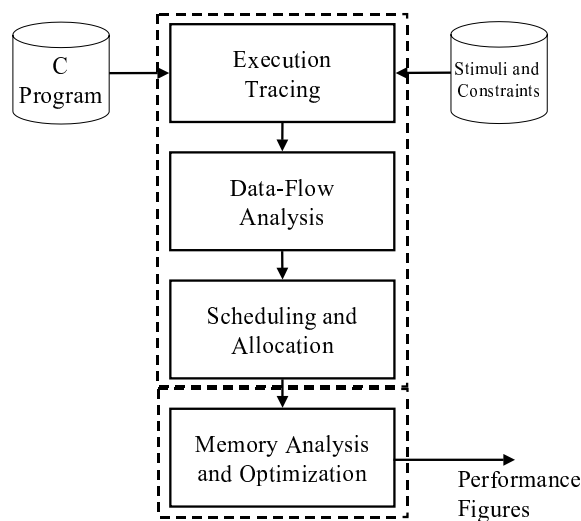 C
Program
Execution
Tracing
Stimuli and
Constraints
Data-Flow
Analysis
Scheduling and
Allocation
Memory Analysis
and Optimization
Performance
Figures